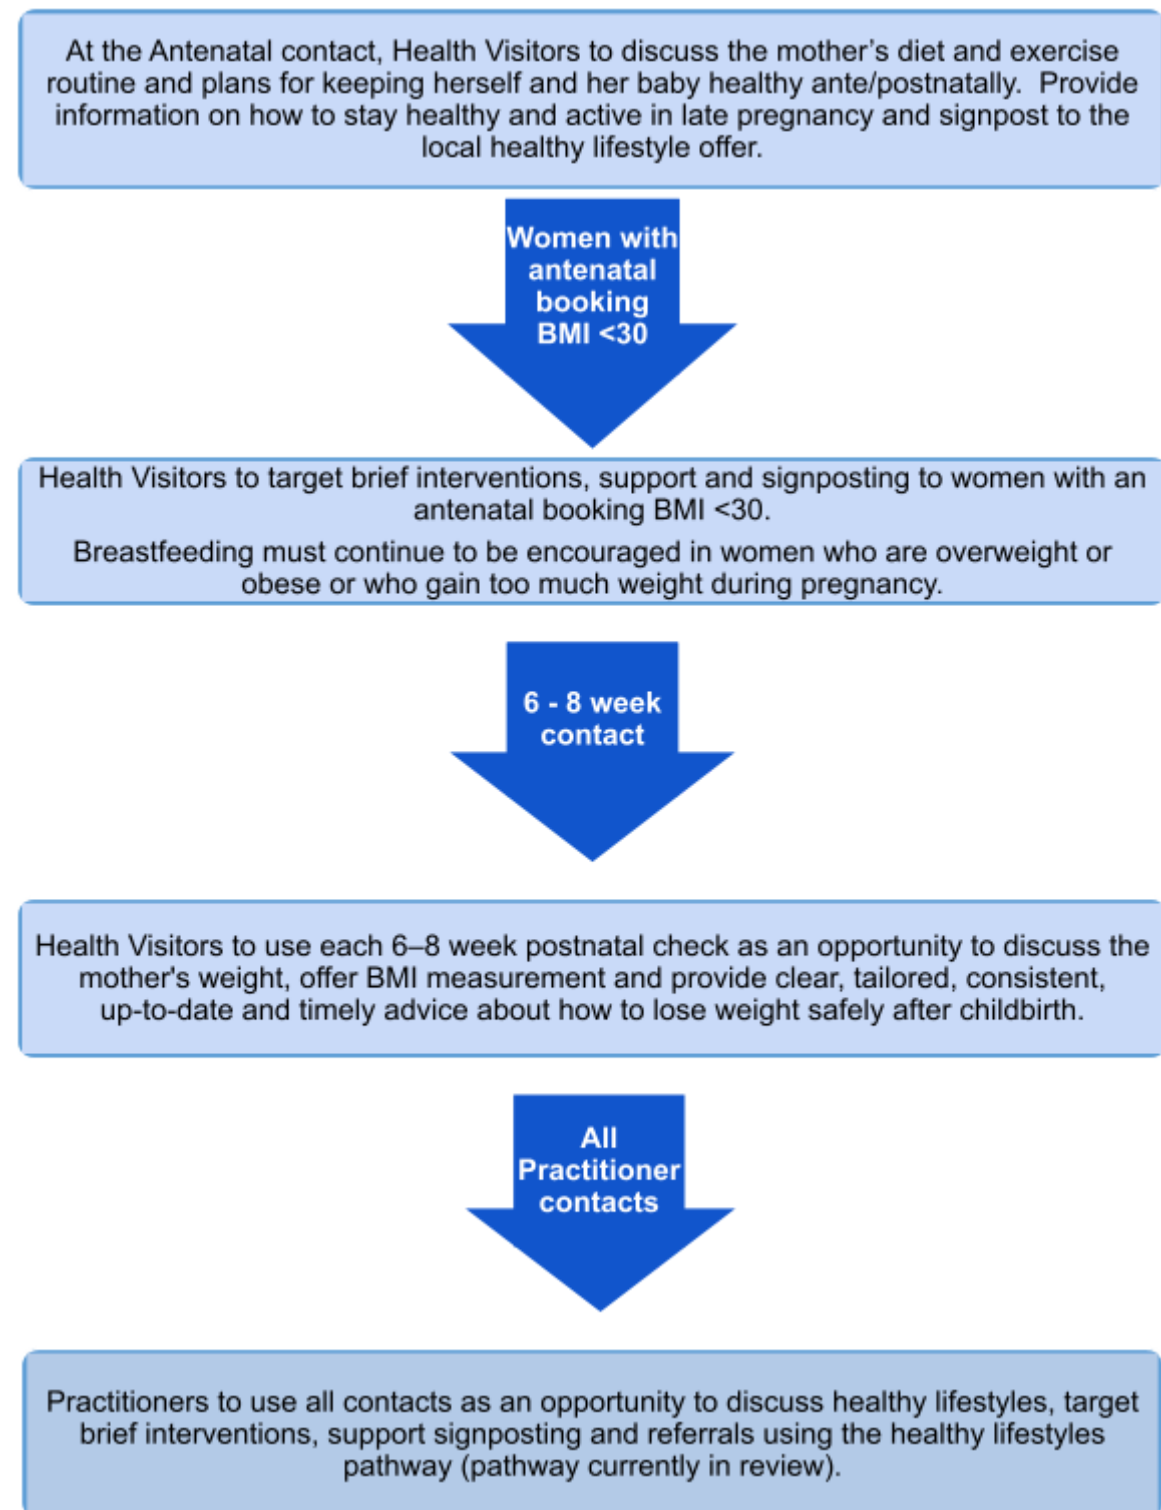 At the Antenatal contact, Health Visitors to discuss the mother’s diet and exercise
routine and plans for keeping herself and her baby healthy ante/postnatally.  Provide
information on how to stay healthy and active in late pregnancy and signpost to the
local healthy lifestyle offer.
Women with
antenatal
booking
BMI <30
Health Visitors to target brief interventions, support and signposting to women with an
antenatal booking BMI <30.
Breastfeeding must continue to be encouraged in women who are overweight or
obese or who gain too much weight during pregnancy.
6 - 8 week
contact
Health Visitors to use each 6–8 week postnatal check as an opportunity to discuss the
mother's weight, offer BMI measurement and provide clear, tailored, consistent,
up-to-date and timely advice about how to lose weight safely after childbirth.
All
Practitioner
contacts
Practitioners to use all contacts as an opportunity to discuss healthy lifestyles, target
brief interventions, support signposting and referrals using the healthy lifestyles
pathway (pathway currently in review).